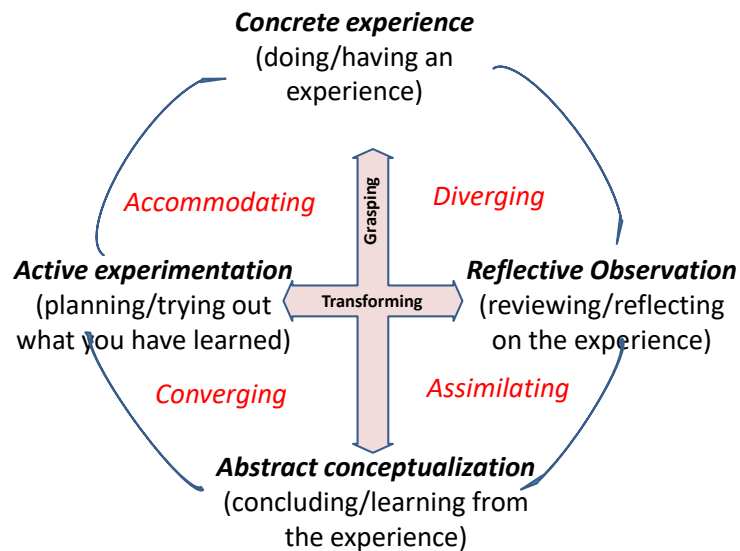 Concrete experience
(doing/having an
experience)
Accommodating
Grasping
Diverging
Active experimentation
(planning/trying out
what you have learned)
Transforming
Reflective Observation
(reviewing/reflecting
on the experience)
Converging
Assimilating
Abstract conceptualization
(concluding/learning from
the experience)